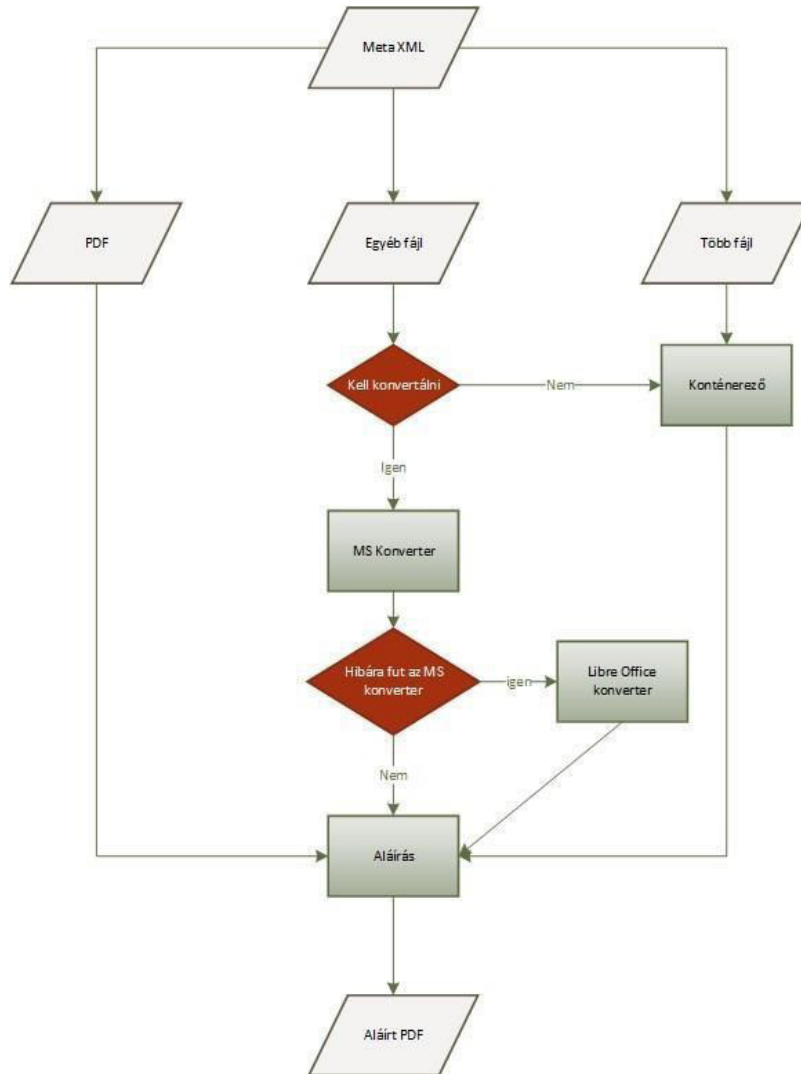 Meta XML
PDF
Egyéb fájl
Több fájl
Kell konvertálni
Nem
Konténerező
Igen
MS Konverter
Hibára fut az MS
konverter
igen
Libre Office
konverter
Nem
Aláírás
Aláírt PDF